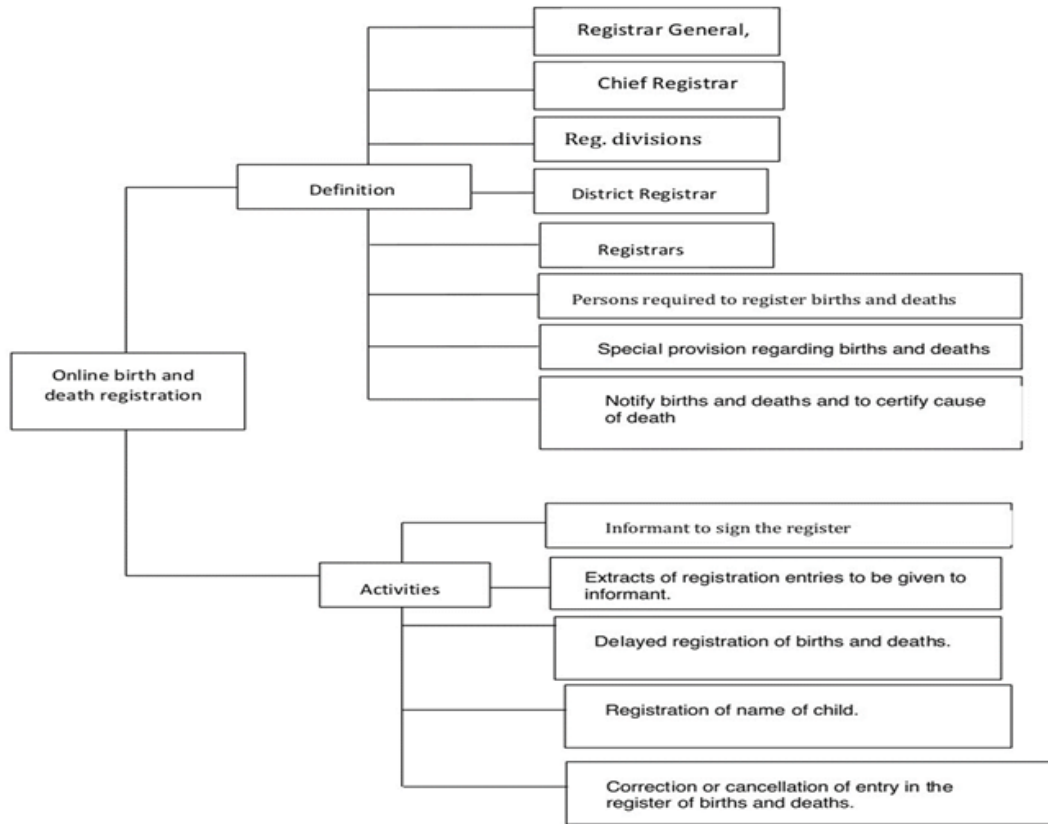 Registrar General,
Chief Registrar
Reg. divisions
Definition
District Registrar
Registrars
Persons required to register births and deaths
Special provision regarding births and deaths
Online birth and
death registration
Notify births and deaths and to certify cause
of death
Informant to sign the register
Activities
Extracts of registration entries to be given to
informant.
Delayed registration of births and deaths.
Registration of name of child.
Correction or cancellation of entry in the
register of births and deaths.